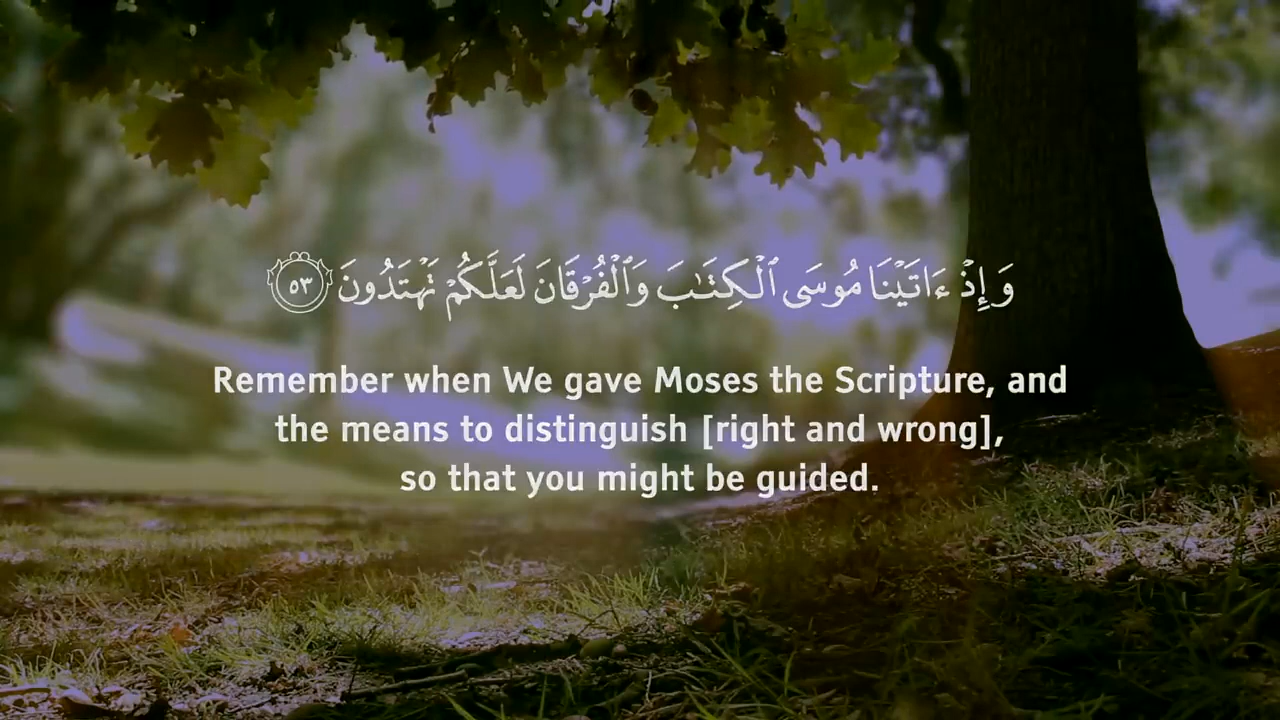 وَإِذْ ءَاتَيْنَا مُوسَى ٱلْكِتَـٰبَ وَٱلْفُرْقَانَ لَعَلَّكُمْ تَهْتَدُونَ ٥٣
Remember when We gave Moses the Scripture, and
the means to distinguish [right and wrong],
so that you might be guided.